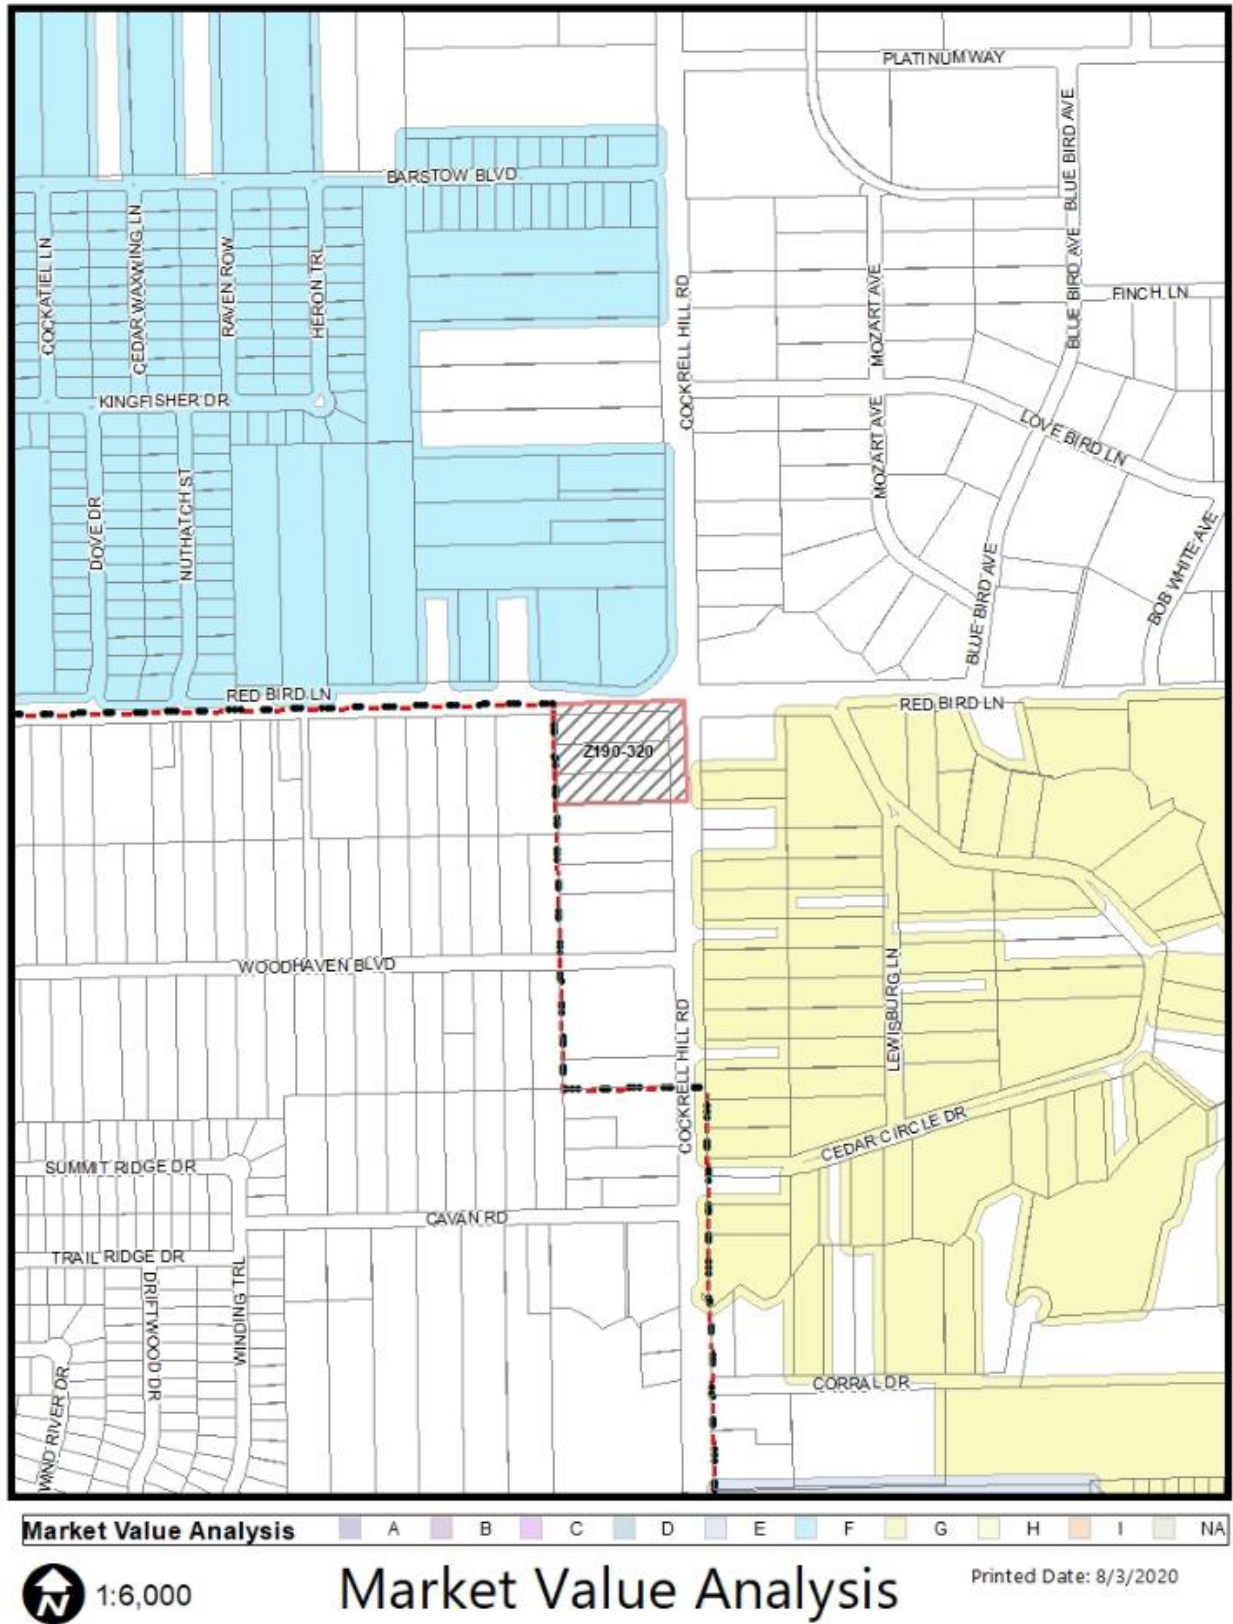 PLATINUM WAY
BLUE BIRD AVE
BLUE BIRD AVE
BARSTOW BLVD
COCKATIEL LN
CEDAR WAXWING LN
RAVEN ROW
HERON TRL
COCKRELL HILL RD
MOZART AVE
FINCH LN
KINGFISHER DR
MOZART AVE
LOVE BIRD LN
DOVE DR
NUTHATCH ST
BLUE BIRD AVE
BOB WHITE AVE
RED BIRD LN
RED BIRD LN
Z190-320
WOODHAVEN BLVD
LEWISBURG LN
COCKRELL HILL RD
CEDAR CIRCLE DR
SUMMIT RIDGE DR
CAVAN RD
TRAIL RIDGE DR
DRIFTWOOD DR
WINDING TRL
WIND RIVER DR
CORRAL DR
Market Value Analysis A B C D E F G H I NA
N 1:6,000
Market Value Analysis
Printed Date: 8/3/2020